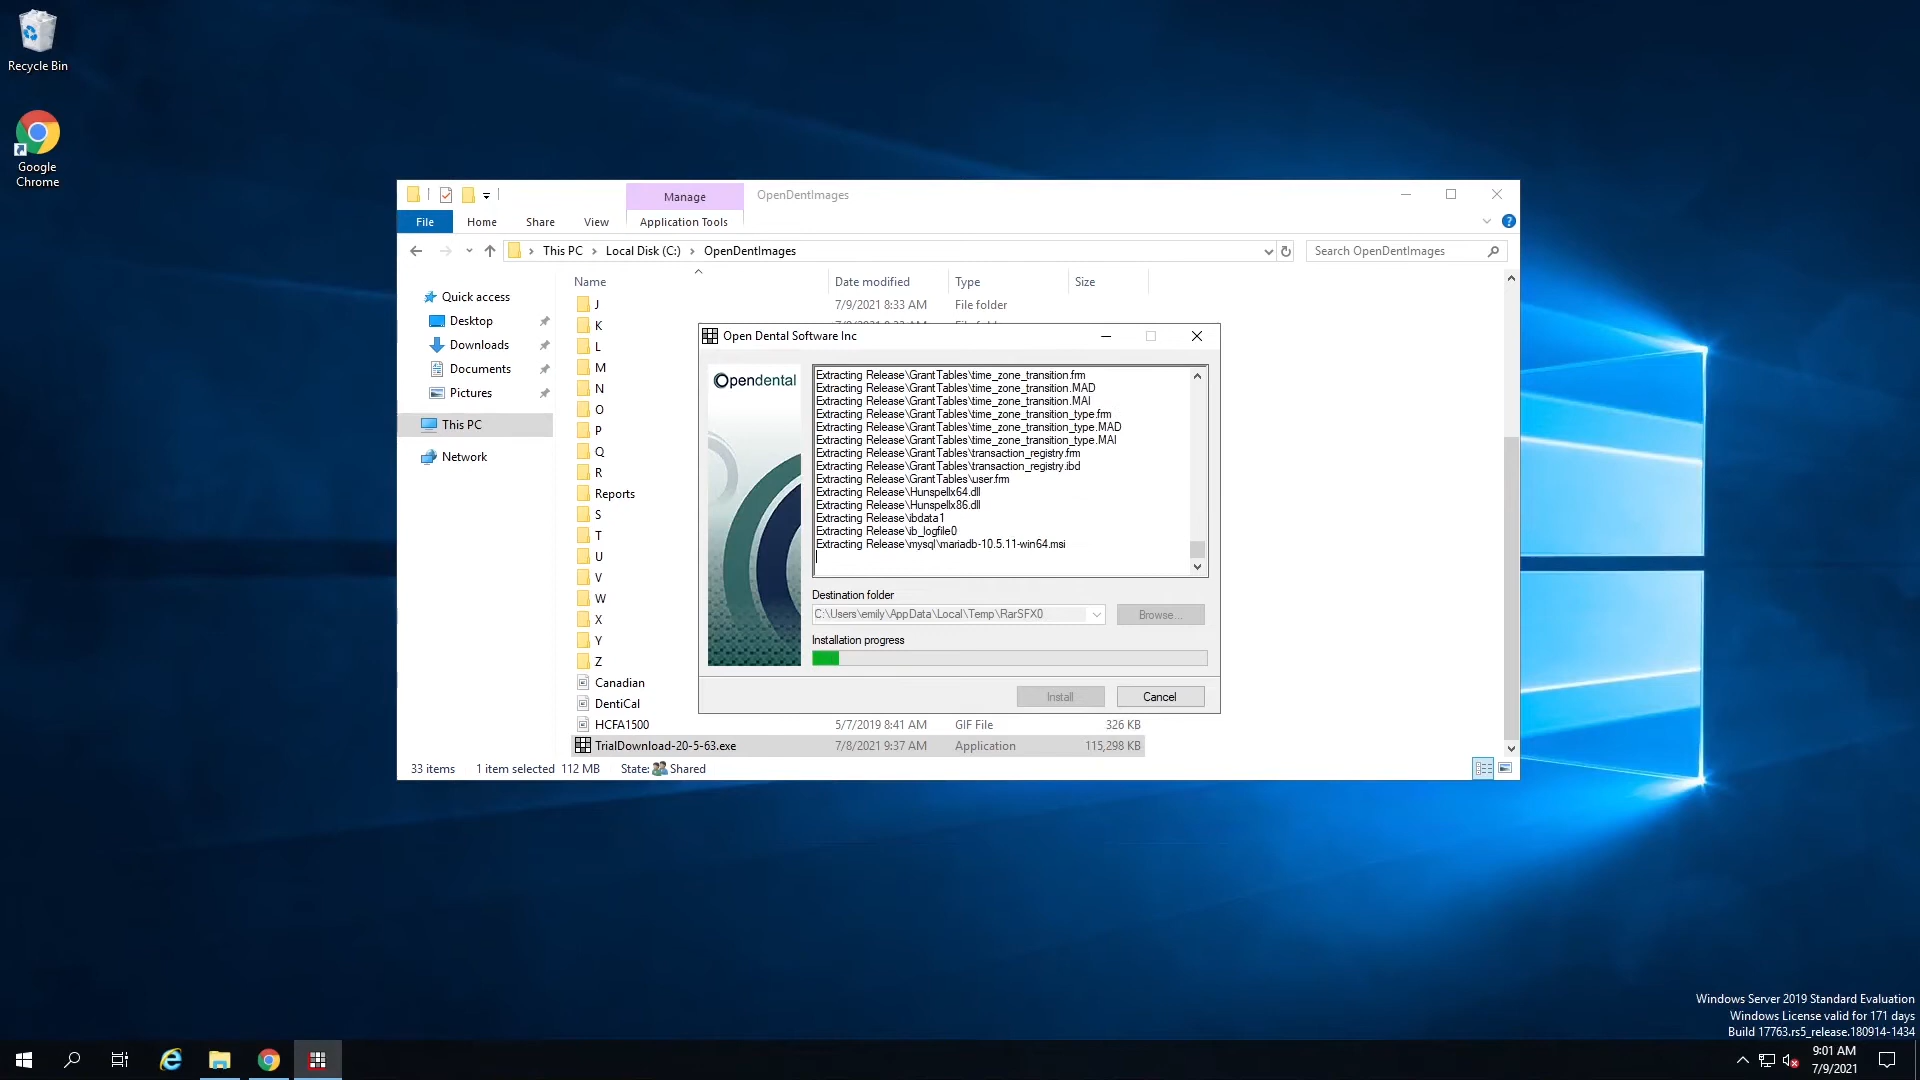 Recycle Bin
Google
Chrome
Manage
OpenDentImages
File
Home
Share
View
Application Tools
This PC
Local Disk (C:)
OpenDentImages
Search OpenDentImages
Quick access
Desktop
Downloads
Documents
Pictures
This PC
Network
Name
Date modified
Type
Size
J
7/9/2021 8:33 AM
File folder
K
L
M
N
O
P
Q
R
Reports
S
T
U
V
W
X
Y
Z
Canadian
DentiCal
HCFA1500
5/7/2019 8:41 AM
GIF File
326 KB
TrialDownload-20-5-63.exe
7/8/2021 9:37 AM
Application
115,298 KB
33 items
1 item selected 112 MB
State:
Shared
Open Dental Software Inc
Opendental
Extracting Release\GrantTables\time_zone_transition.frm
Extracting Release\GrantTables\time_zone_transition.MAD
Extracting Release\GrantTables\time_zone_transition.MAI
Extracting Release\GrantTables\time_zone_transition_type.frm
Extracting Release\GrantTables\time_zone_transition_type.MAD
Extracting Release\GrantTables\time_zone_transition_type.MAI
Extracting Release\GrantTables\transaction_registry.frm
Extracting Release\GrantTables\transaction_registry.ibd
Extracting Release\GrantTables\user.frm
Extracting Release\Hunspellx64.dll
Extracting Release\Hunspellx86.dll
Extracting Release\ibdata1
Extracting Release\ib_logfile0
Extracting Release\mysql\mariadb-10.5.11-win64.msi
Destination folder
C:\Users\emily\AppData\Local\Temp\RarSFX0
Browse...
Installation progress
Install
Cancel
Windows Server 2019 Standard Evaluation
Windows License valid for 171 days
Build 17763.rs5_release.180914-1434
9:01 AM
7/9/2021